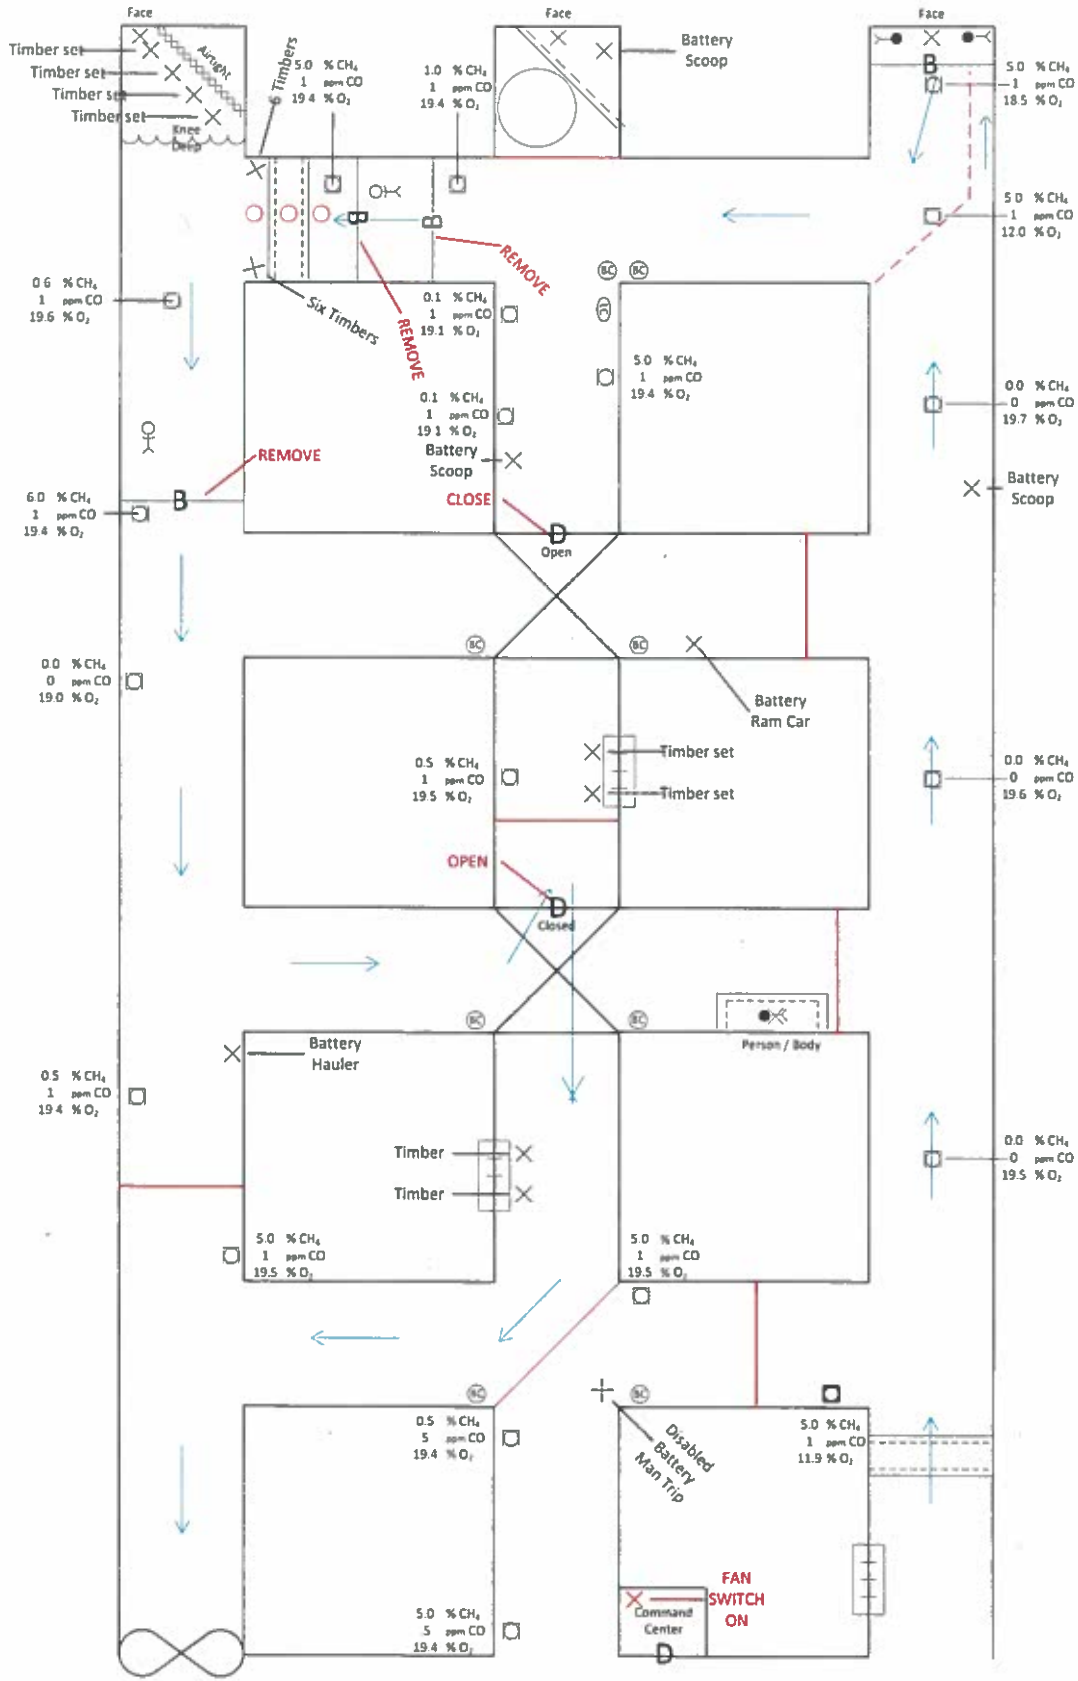 Face
Face
Face
Timber set
Timber set
Timber set
Timber set
Airtight
Knee
Deep
6 Timbers
5.0 % CH₄
1 ppm CO
19.4 % O₂
1.0 % CH₄
1 ppm CO
19.4 % O₂
Battery
Scoop
B
5.0 % CH₄
1 ppm CO
18.5 % O₂
5.0 % CH₄
1 ppm CO
12.0 % O₂
B
B
REMOVE
REMOVE
Six Timbers
BC
BC
BC
0.6 % CH₄
1 ppm CO
19.6 % O₂
0.1 % CH₄
1 ppm CO
19.1 % O₂
5.0 % CH₄
1 ppm CO
19.4 % O₂
0.1 % CH₄
1 ppm CO
19.1 % O₂
0.0 % CH₄
0 ppm CO
19.7 % O₂
Battery
Scoop
REMOVE
B
6.0 % CH₄
1 ppm CO
19.4 % O₂
CLOSE
D
Open
Battery
Scoop
BC
BC
0.0 % CH₄
0 ppm CO
19.0 % O₂
Battery
Ram Car
Timber set
Timber set
0.5 % CH₄
1 ppm CO
19.5 % O₂
0.0 % CH₄
0 ppm CO
19.6 % O₂
OPEN
D
Closed
BC
BC
Person / Body
Battery
Hauler
0.5 % CH₄
1 ppm CO
19.4 % O₂
Timber
Timber
0.0 % CH₄
0 ppm CO
19.5 % O₂
5.0 % CH₄
1 ppm CO
19.5 % O₂
5.0 % CH₄
1 ppm CO
19.5 % O₂
BC
BC
0.5 % CH₄
5 ppm CO
19.4 % O₂
Disabled
Battery
Man Trip
5.0 % CH₄
1 ppm CO
11.9 % O₂
FAN
SWITCH
ON
Command
Center
D
5.0 % CH₄
5 ppm CO
19.4 % O₂